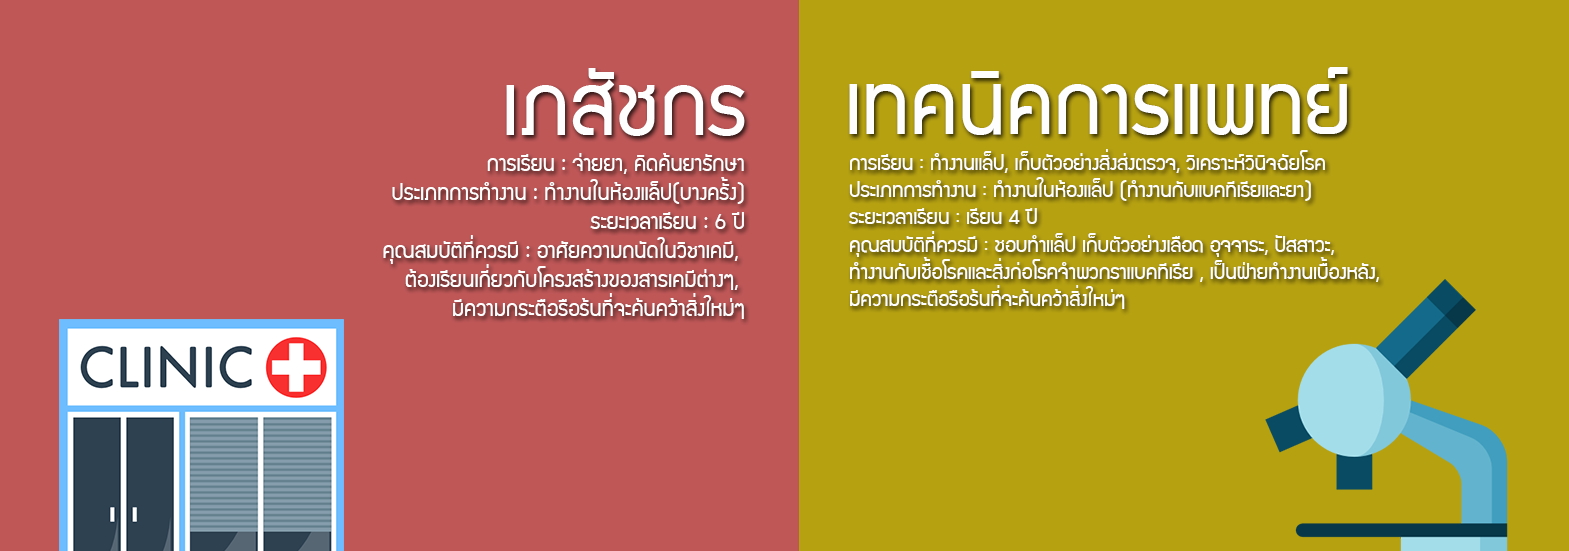 เภสัชกร
การเรียน : จ่ายยา, คิดค้นยารักษา
ประเภทการทำงาน : ทำงานในห้องแล็ป(บางครั้ง)
ระยะเวลาเรียน : 6 ปี
คุณสมบัติที่ควรมี : อาศัยความถนัดในวิชาเคมี,
ต้องเรียนเกี่ยวกับโครงสร้างของสารเคมีต่างๆ,
มีความกระตือรือร้นที่จะค้นคว้าสิ่งใหม่ๆ
CLINIC
เทคนิคการแพทย์
การเรียน : ทำงานแล็ป, เก็บตัวอย่างสิ่งส่งตรวจ, วิเคราะห์วินิจฉัยโรค
ประเภทการทำงาน : ทำงานในห้องแล็ป (ทำงานกับแบคทีเรียและยา)
ระยะเวลาเรียน : เรียน 4 ปี
คุณสมบัติที่ควรมี : ชอบทำแล็ป เก็บตัวอย่างเลือด อุจจาระ, ปัสสาวะ,
ทำงานกับเชื้อโรคและสิ่งก่อโรคจำพวกราแบคทีเรีย , เป็นฝ่ายทำงานเบื้องหลัง,
มีความกระตือรือร้นที่จะค้นคว้าสิ่งใหม่ๆ